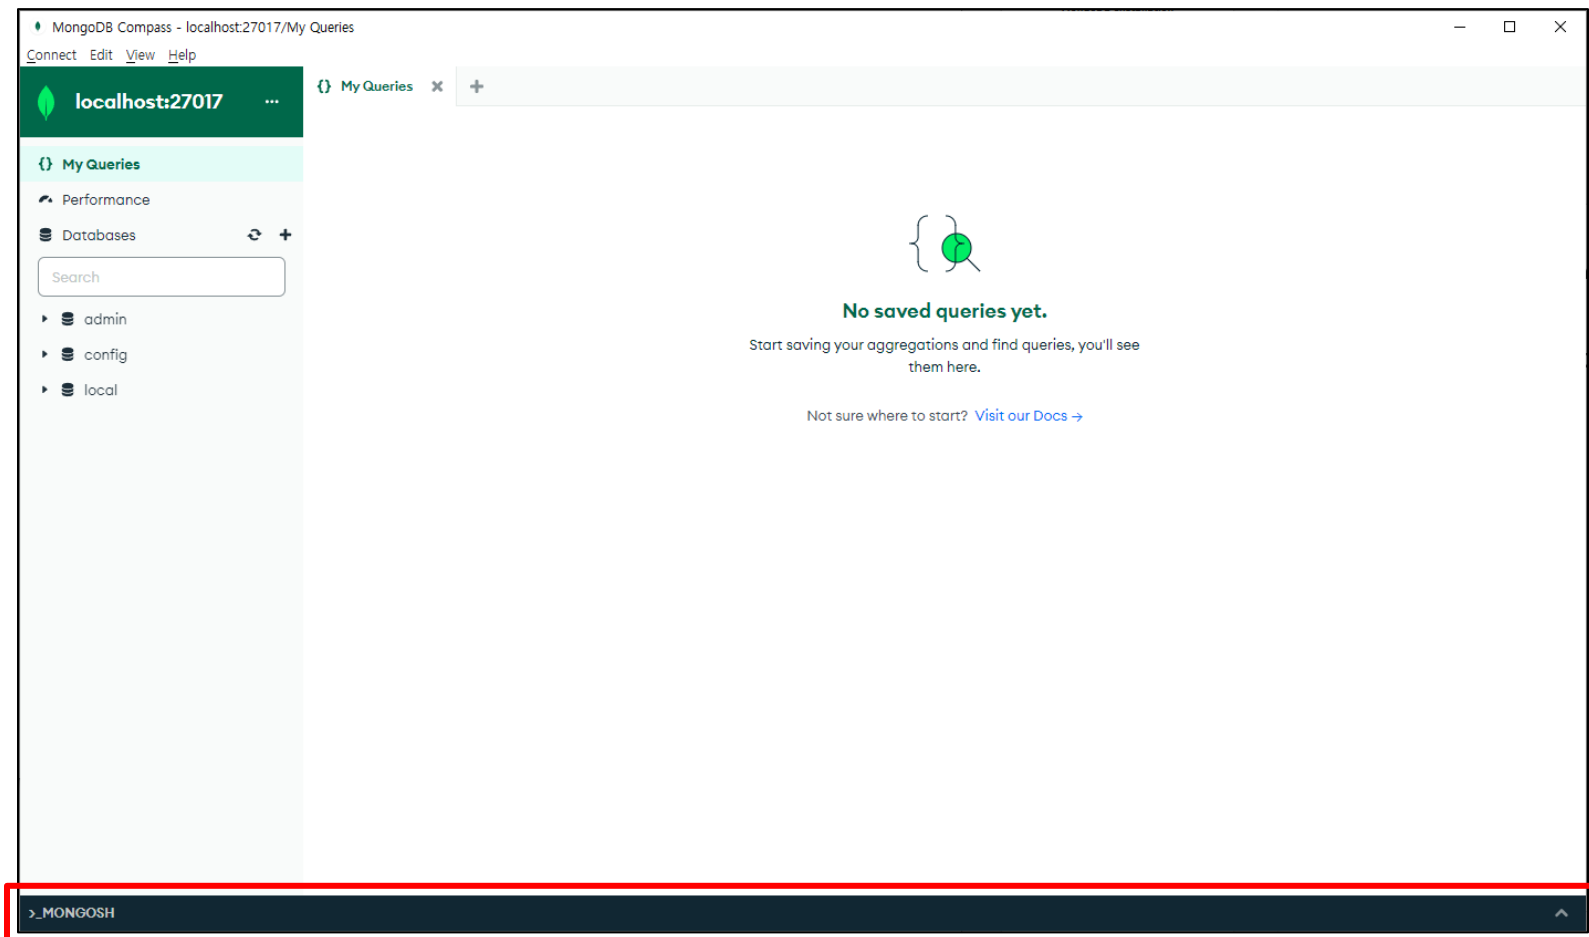 MongoDB Compass - localhost:27017/My Queries
Connect Edit View Help
localhost:27017 ...
{} My Queries
{} My Queries
Performance
Databases
Search
admin
config
local
No saved queries yet.
Start saving your aggregations and find queries, you'll see
them here.
Not sure where to start? Visit our Docs →
>_MONGOSH